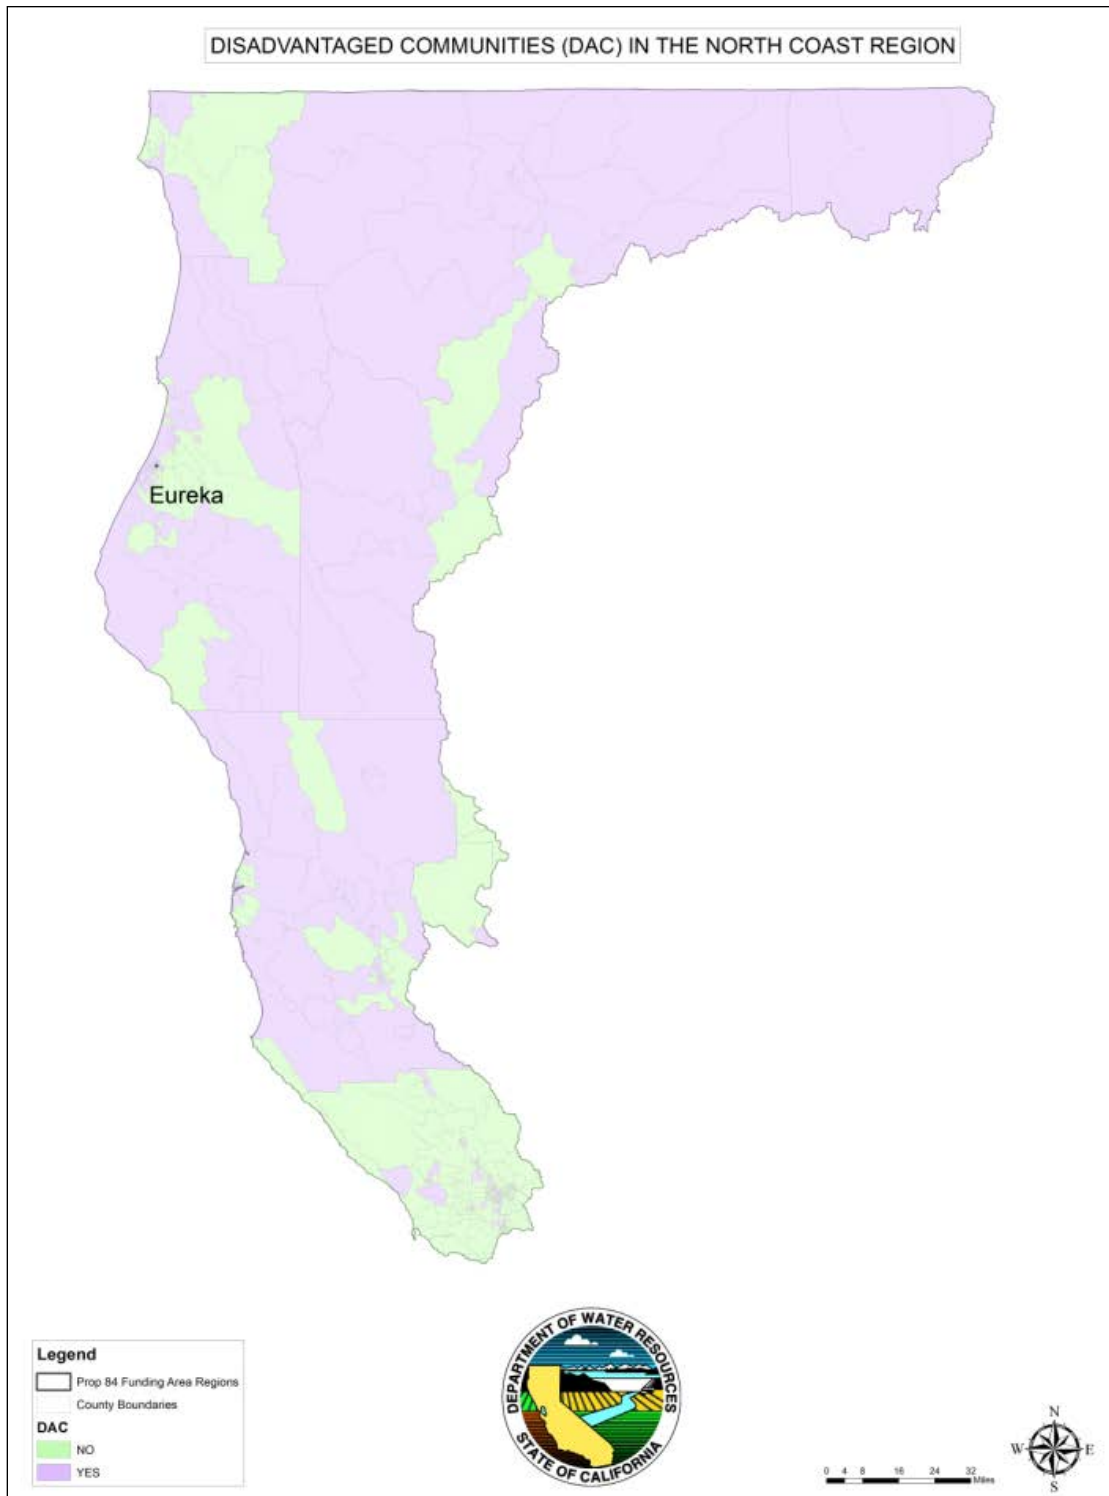 DISADVANTAGED COMMUNITIES (DAC) IN THE NORTH COAST REGION
Eureka
Legend
Prop 84 Funding Area Regions
County Boundaries
DAC
NO
YES
DEPARTMENT OF WATER RESOURCES
STATE OF CALIFORNIA
N
W E
S
0 4 8 16 24 32
Miles